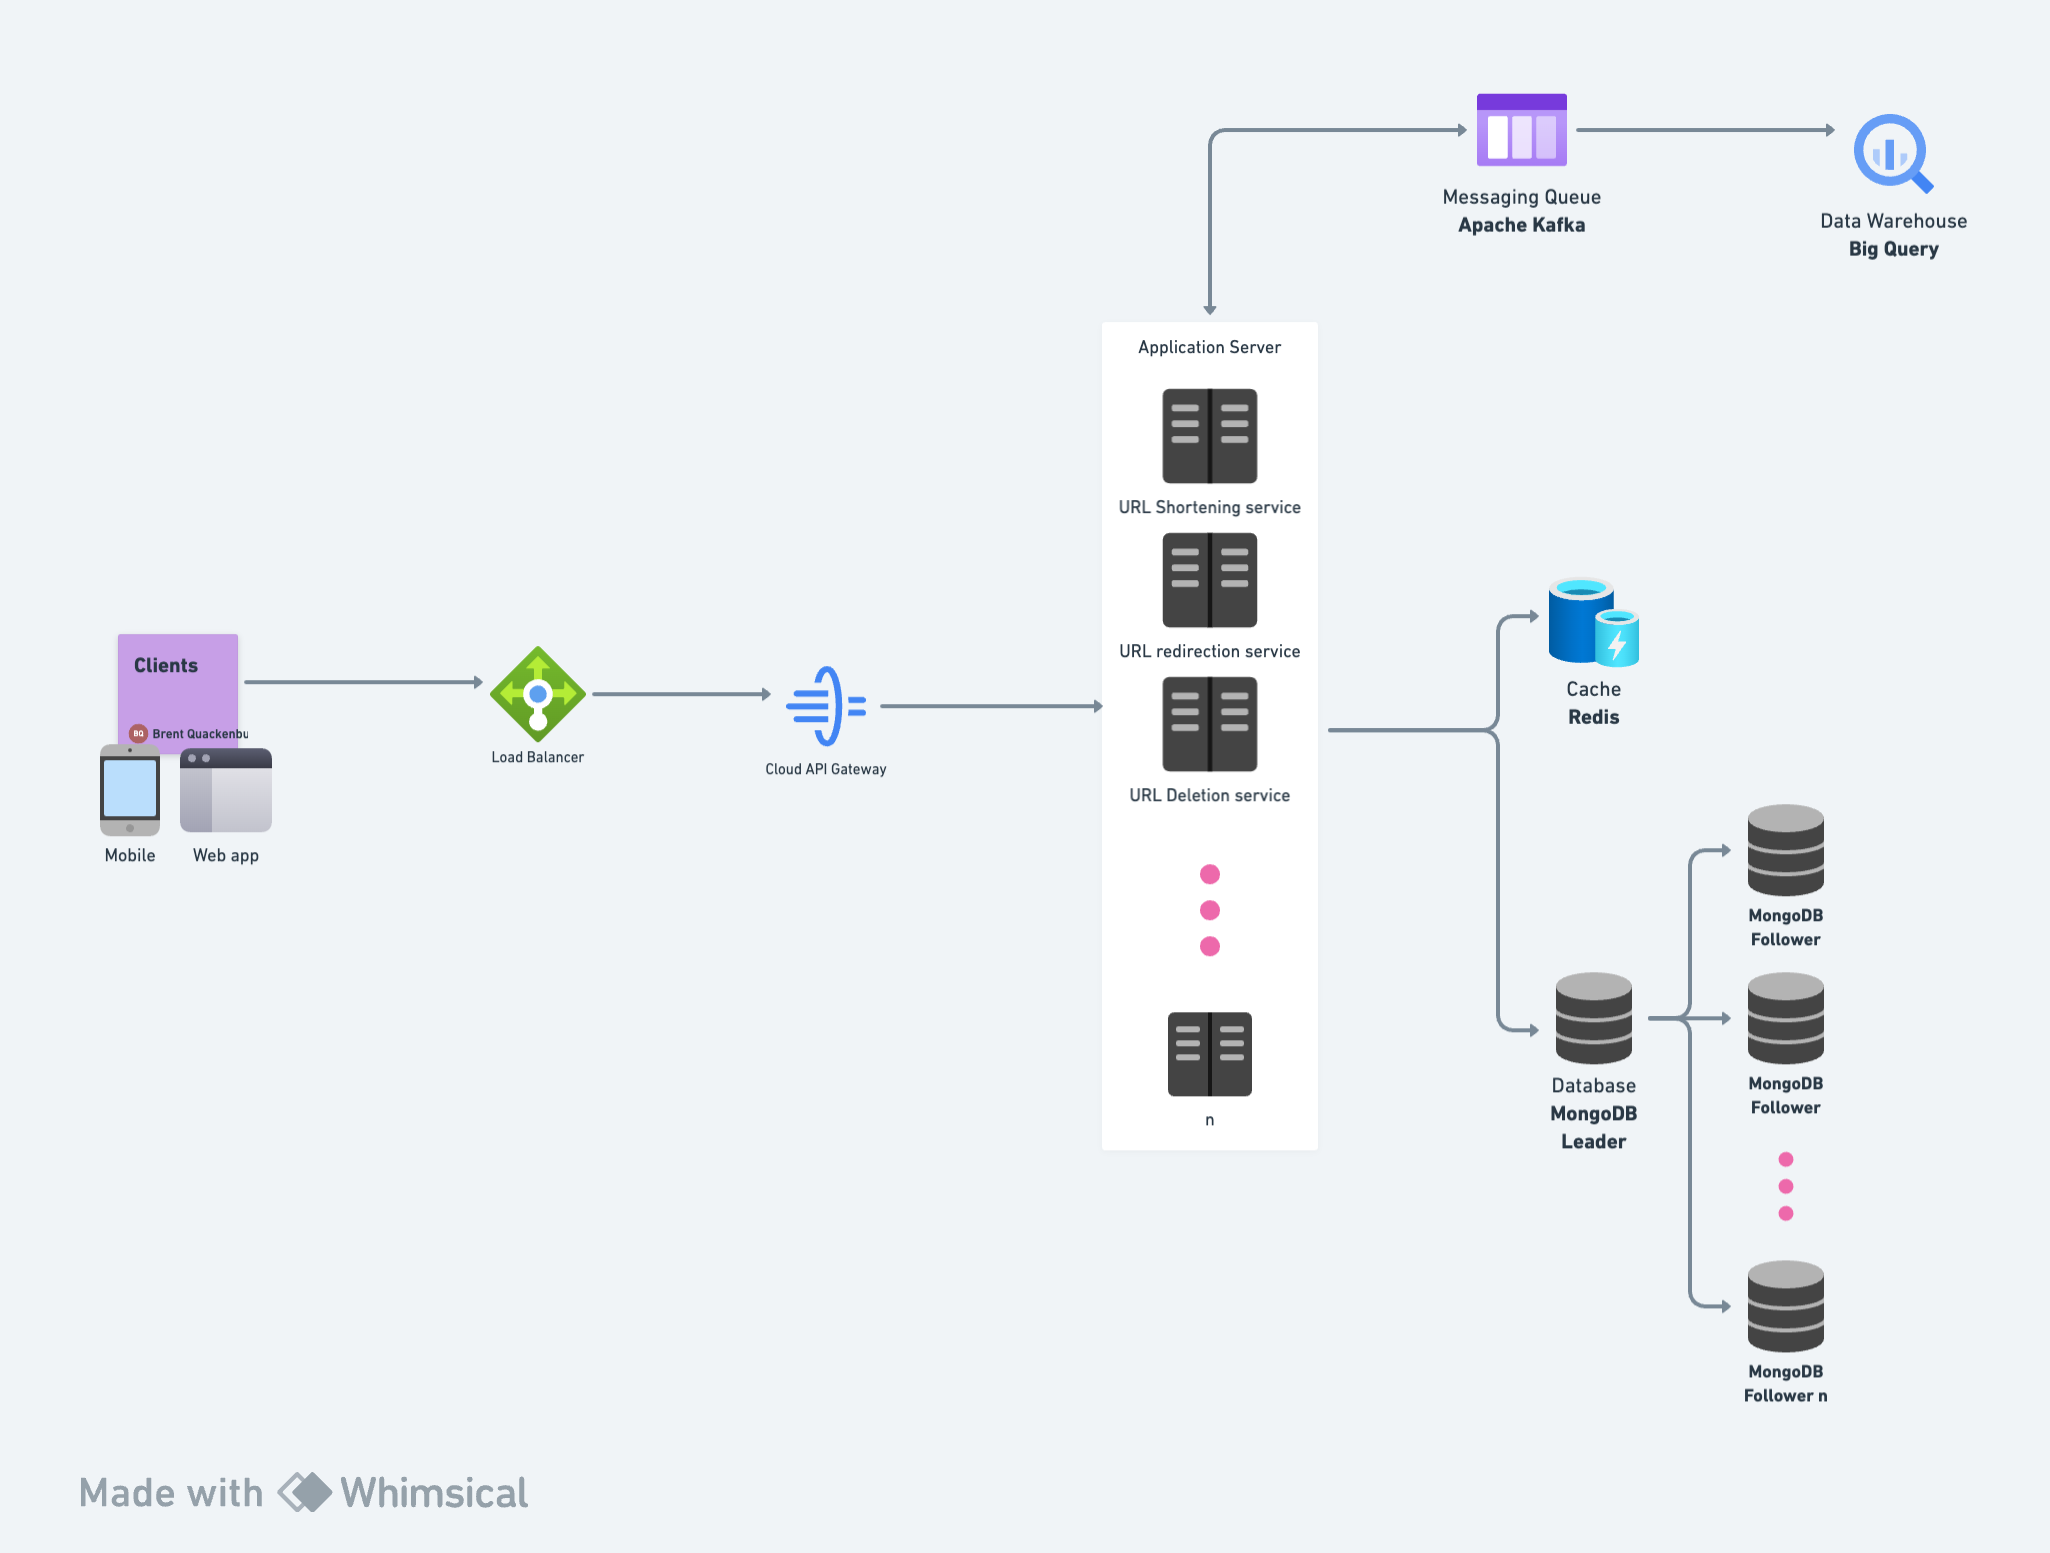 Messaging Queue
Apache Kafka
Data Warehouse
Big Query
Application Server
URL Shortening service
URL redirection service
URL Deletion service
n
Clients
BQ Brent Quackenbu
Mobile
Web app
Load Balancer
Cloud API Gateway
Cache
Redis
Database
MongoDB
Leader
MongoDB
Follower
MongoDB
Follower
MongoDB
Follower n
Made with Whimsical